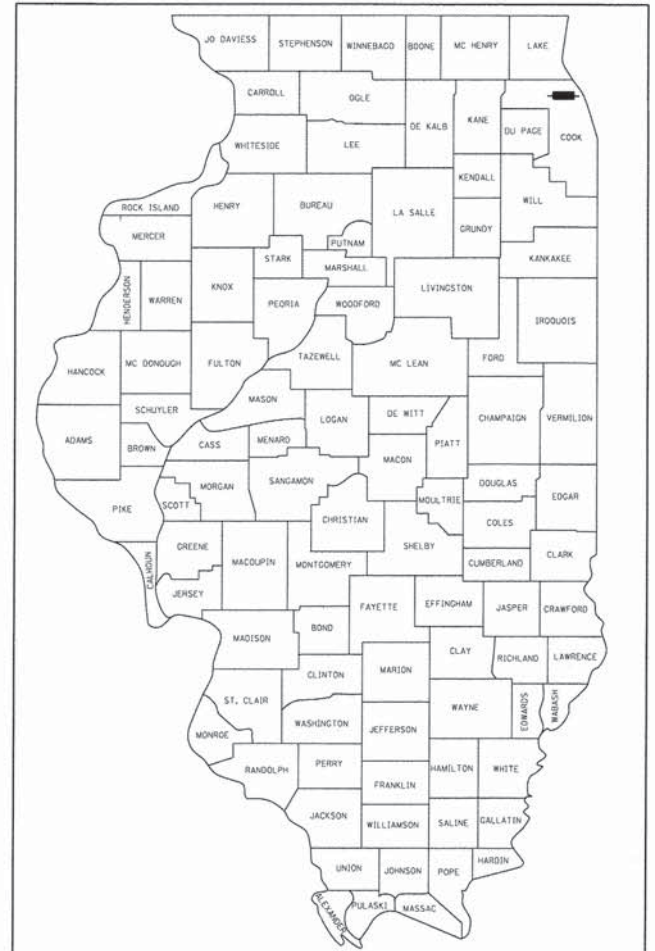 JO DAVIESS
STEPHENSON
WINNEBAGO
BOONE
MC HENRY
LAKE
CARROLL
OGLE
DE KALB
KANE
DU PAGE
COOK
WHITESIDE
LEE
KENDALL
WILL
ROCK ISLAND
HENRY
BUREAU
LA SALLE
GRUNDY
MERCER
PUTNAM
STARK
MARSHALL
KANKAKEE
HENDERSON
WARREN
KNOX
PEORIA
WOODFORD
LIVINGSTON
IROQUOIS
HANCOCK
MC DONOUGH
FULTON
TAZEWELL
MC LEAN
FORD
SCHUYLER
MASON
LOGAN
DE WITT
CHAMPAIGN
VERMILION
ADAMS
BROWN
CASS
MENARD
MACON
PIATT
PIKE
SCOTT
MORGAN
SANGAMON
CHRISTIAN
MOULTRIE
DOUGLAS
EDGAR
COLES
CALHOUN
GREENE
MACOUPIN
MONTGOMERY
SHELBY
CUMBERLAND
CLARK
JERSEY
FAYETTE
EFFINGHAM
JASPER
CRAWFORD
MADISON
BOND
CLAY
RICHLAND
LAWRENCE
CLINTON
MARION
ST. CLAIR
WAYNE
EDWARDS
WABASH
WASHINGTON
JEFFERSON
MONROE
RANDOLPH
PERRY
HAMILTON
WHITE
FRANKLIN
JACKSON
WILLIAMSON
SALINE
GALLATIN
UNION
JOHNSON
POPE
HARDIN
ALEXANDER
PULASKI
MASSAC